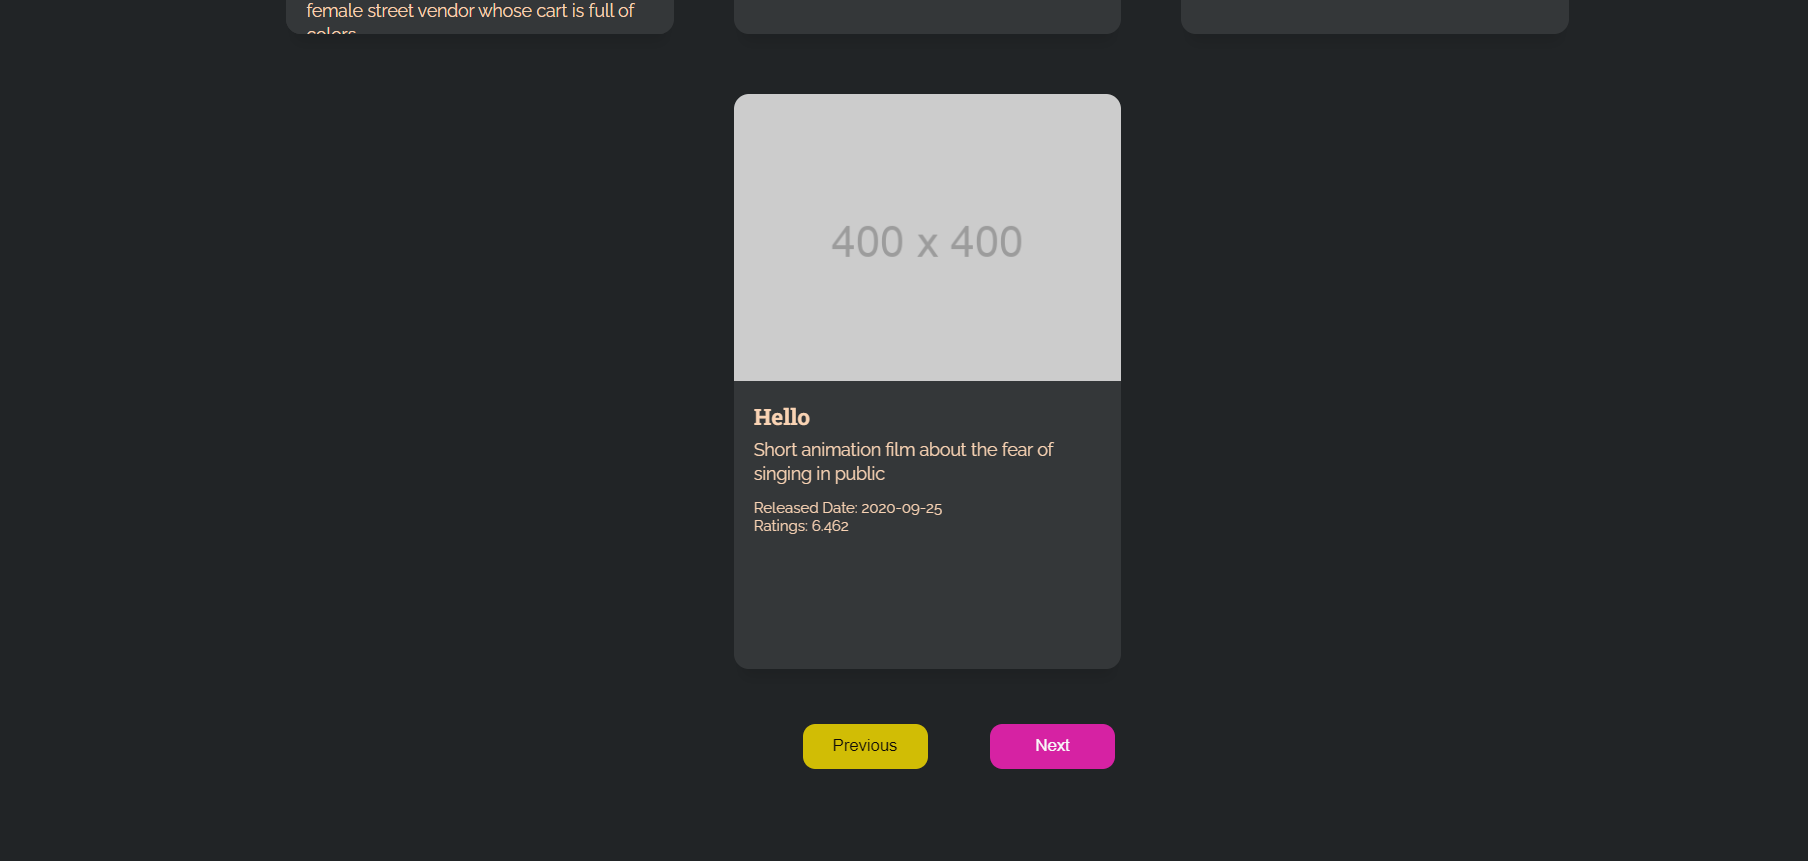 female street vendor whose cart is full of
colors
400 x 400
Hello
Short animation film about the fear of
singing in public
Released Date: 2020-09-25
Ratings: 6.462
Previous
Next